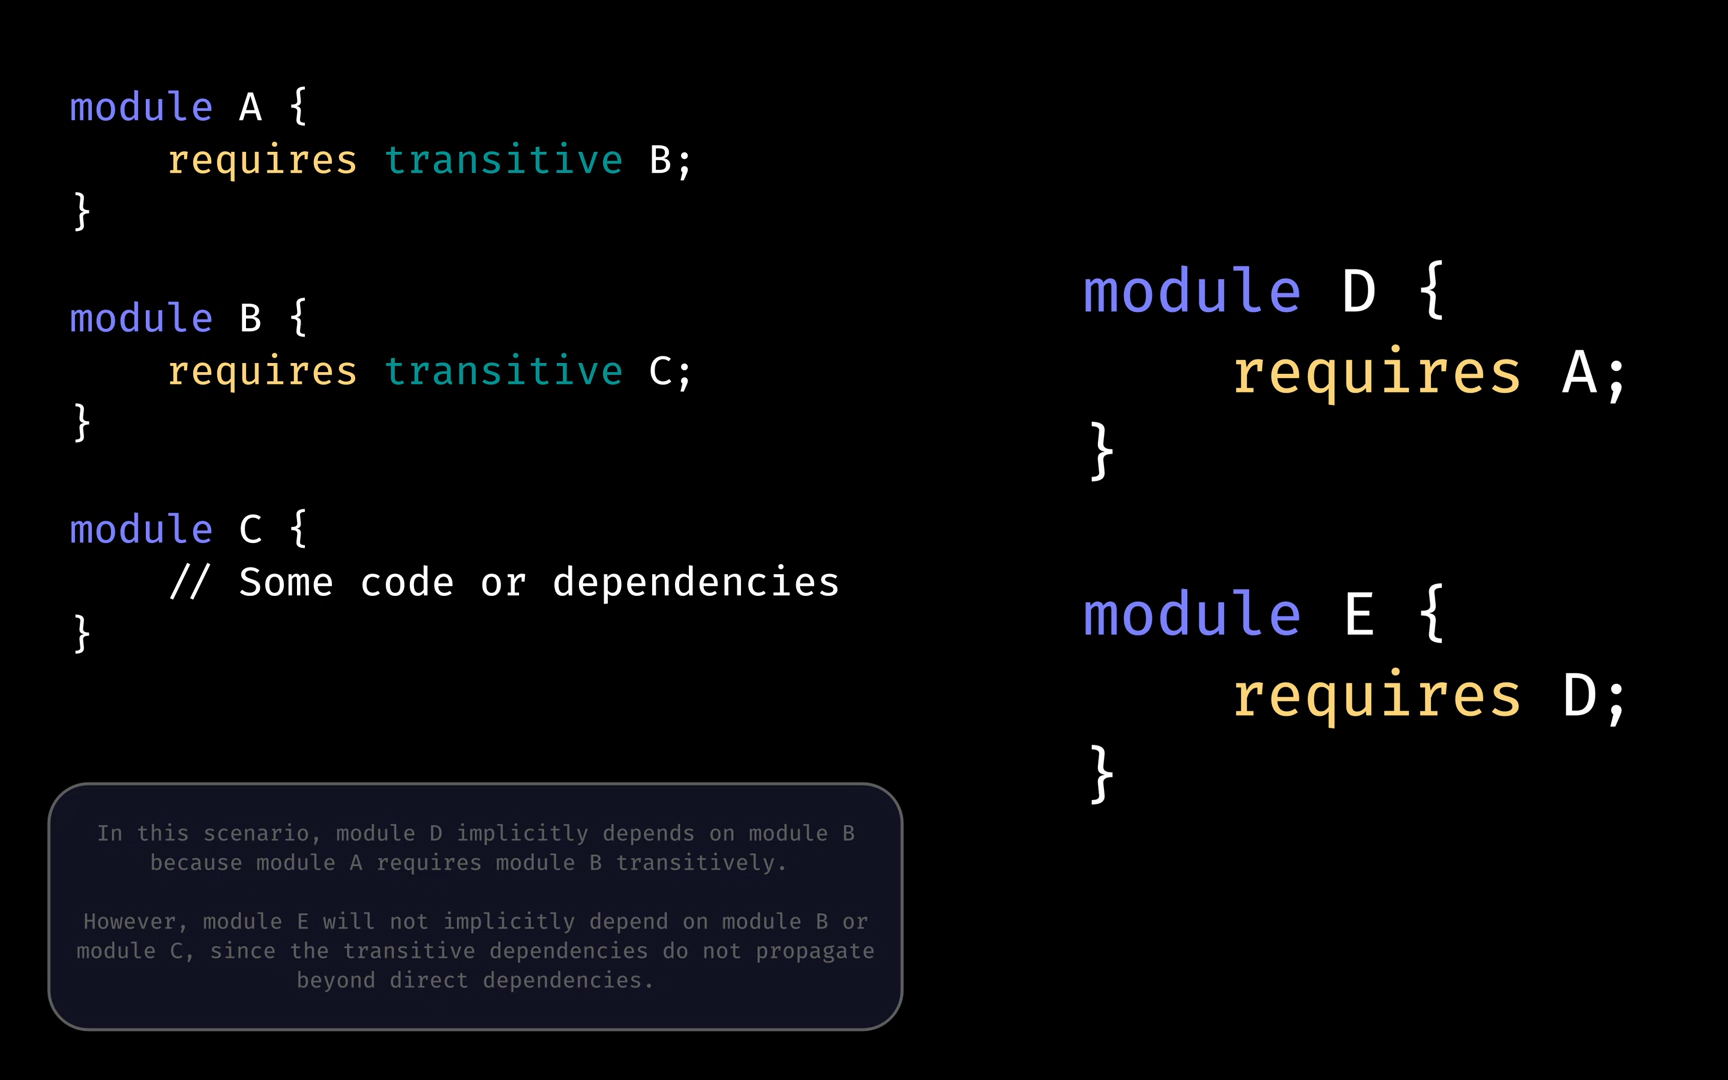 module A {
    requires transitive B;
}
module B {
    requires transitive C;
}
module C {
    // Some code or dependencies
}
module D {
    requires A;
}
module E {
    requires D;
}
In this scenario, module D implicitly depends on module B
because module A requires module B transitively.
However, module E will not implicitly depend on module B or
module C, since the transitive dependencies do not propagate
beyond direct dependencies.